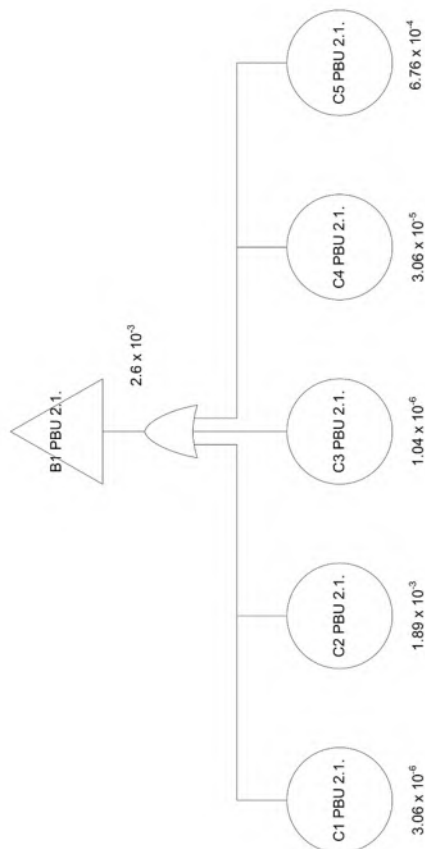 B1 PBU 2.1.
2.6 x 10⁻³
C1 PBU 2.1.
C2 PBU 2.1.
C3 PBU 2.1.
C4 PBU 2.1.
C5 PBU 2.1.
3.06 x 10⁻⁶
1.89 x 10⁻³
1.04 x 10⁻⁶
3.06 x 10⁻⁵
6.76 x 10⁻⁴